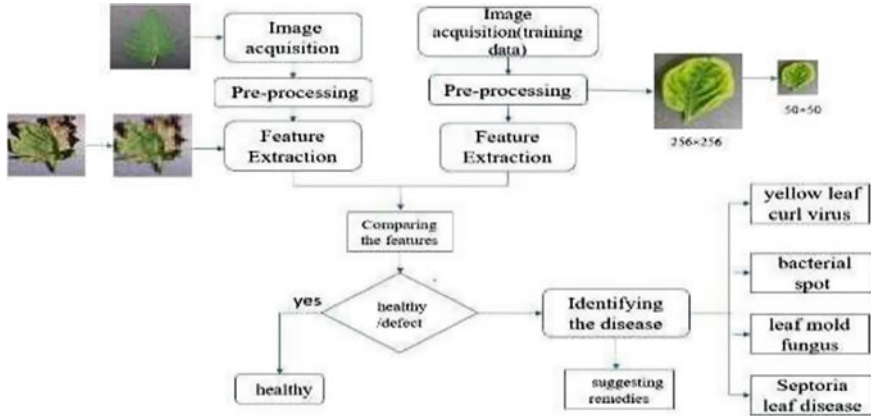 Image
acquisition
Image
acquisition(training
data)
Pre-processing
Pre-processing
50×50
256×256
Feature
Extraction
Feature
Extraction
yellow leaf
curl virus
Comparing
the features
bacterial
spot
yes
healthy
/defect
Identifying
the disease
leaf mold
fungus
healthy
suggesting
remedies
Septoria
leaf disease